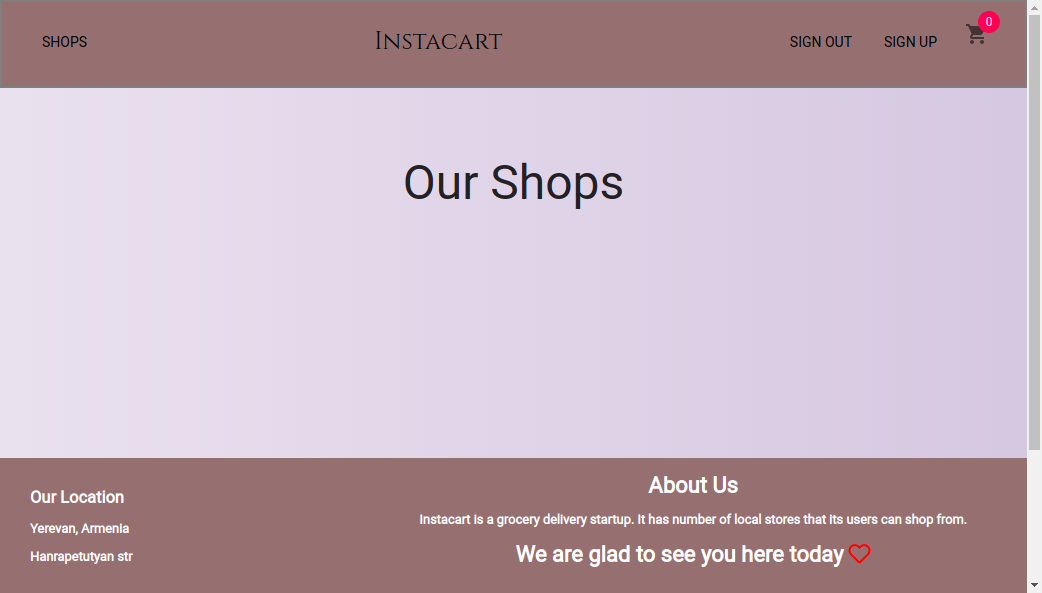 SHOPS
Instacart
SIGN OUT
SIGN UP
0
Our Shops
Our Location
Yerevan, Armenia
Hanrapetutyan str
About Us
Instacart is a grocery delivery startup. It has number of local stores that its users can shop from.
We are glad to see you here today